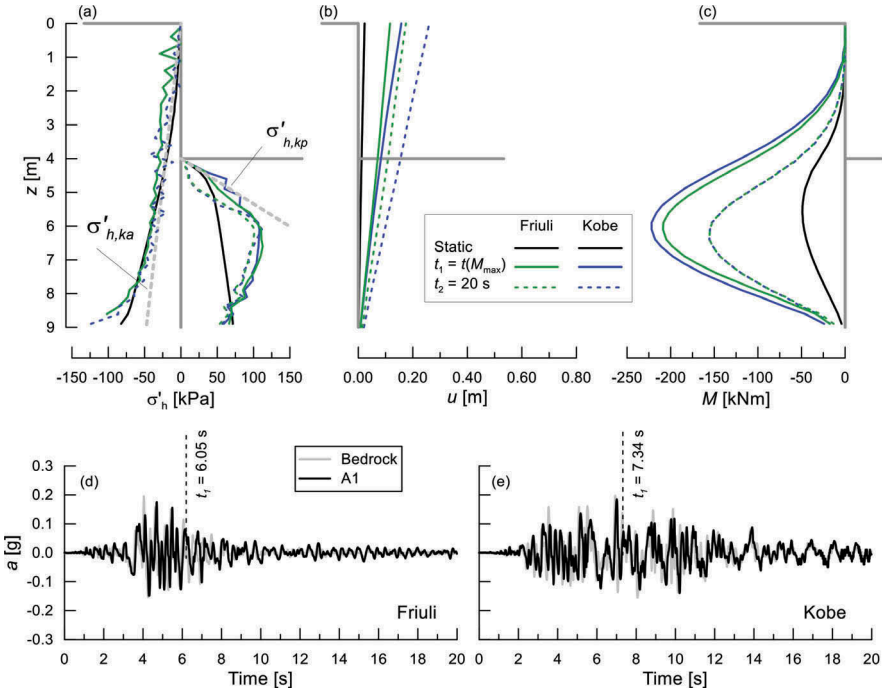 (a)
(b)
(c)
0
1
2
3
4
5
6
7
8
9
z [m]
σ'h,kp
σ'h,ka
-150 -100 -50 0 50 100 150
σ'h [kPa]
0.00 0.20 0.40 0.60 0.80
u [m]
-250 -200 -150 -100 -50 0
M [kNm]
Friuli Kobe
Static
t1 = t(Mmax)
t2 = 20 s
(d)
0.3
0.2
0.1
0.0
-0.1
-0.2
-0.3
a [g]
t1 = 6.05 s
Bedrock
A1
Friuli
0 2 4 6 8 10 12 14 16 18 20
Time [s]
(e)
t1 = 7.34 s
Kobe
0 2 4 6 8 10 12 14 16 18 20
Time [s]